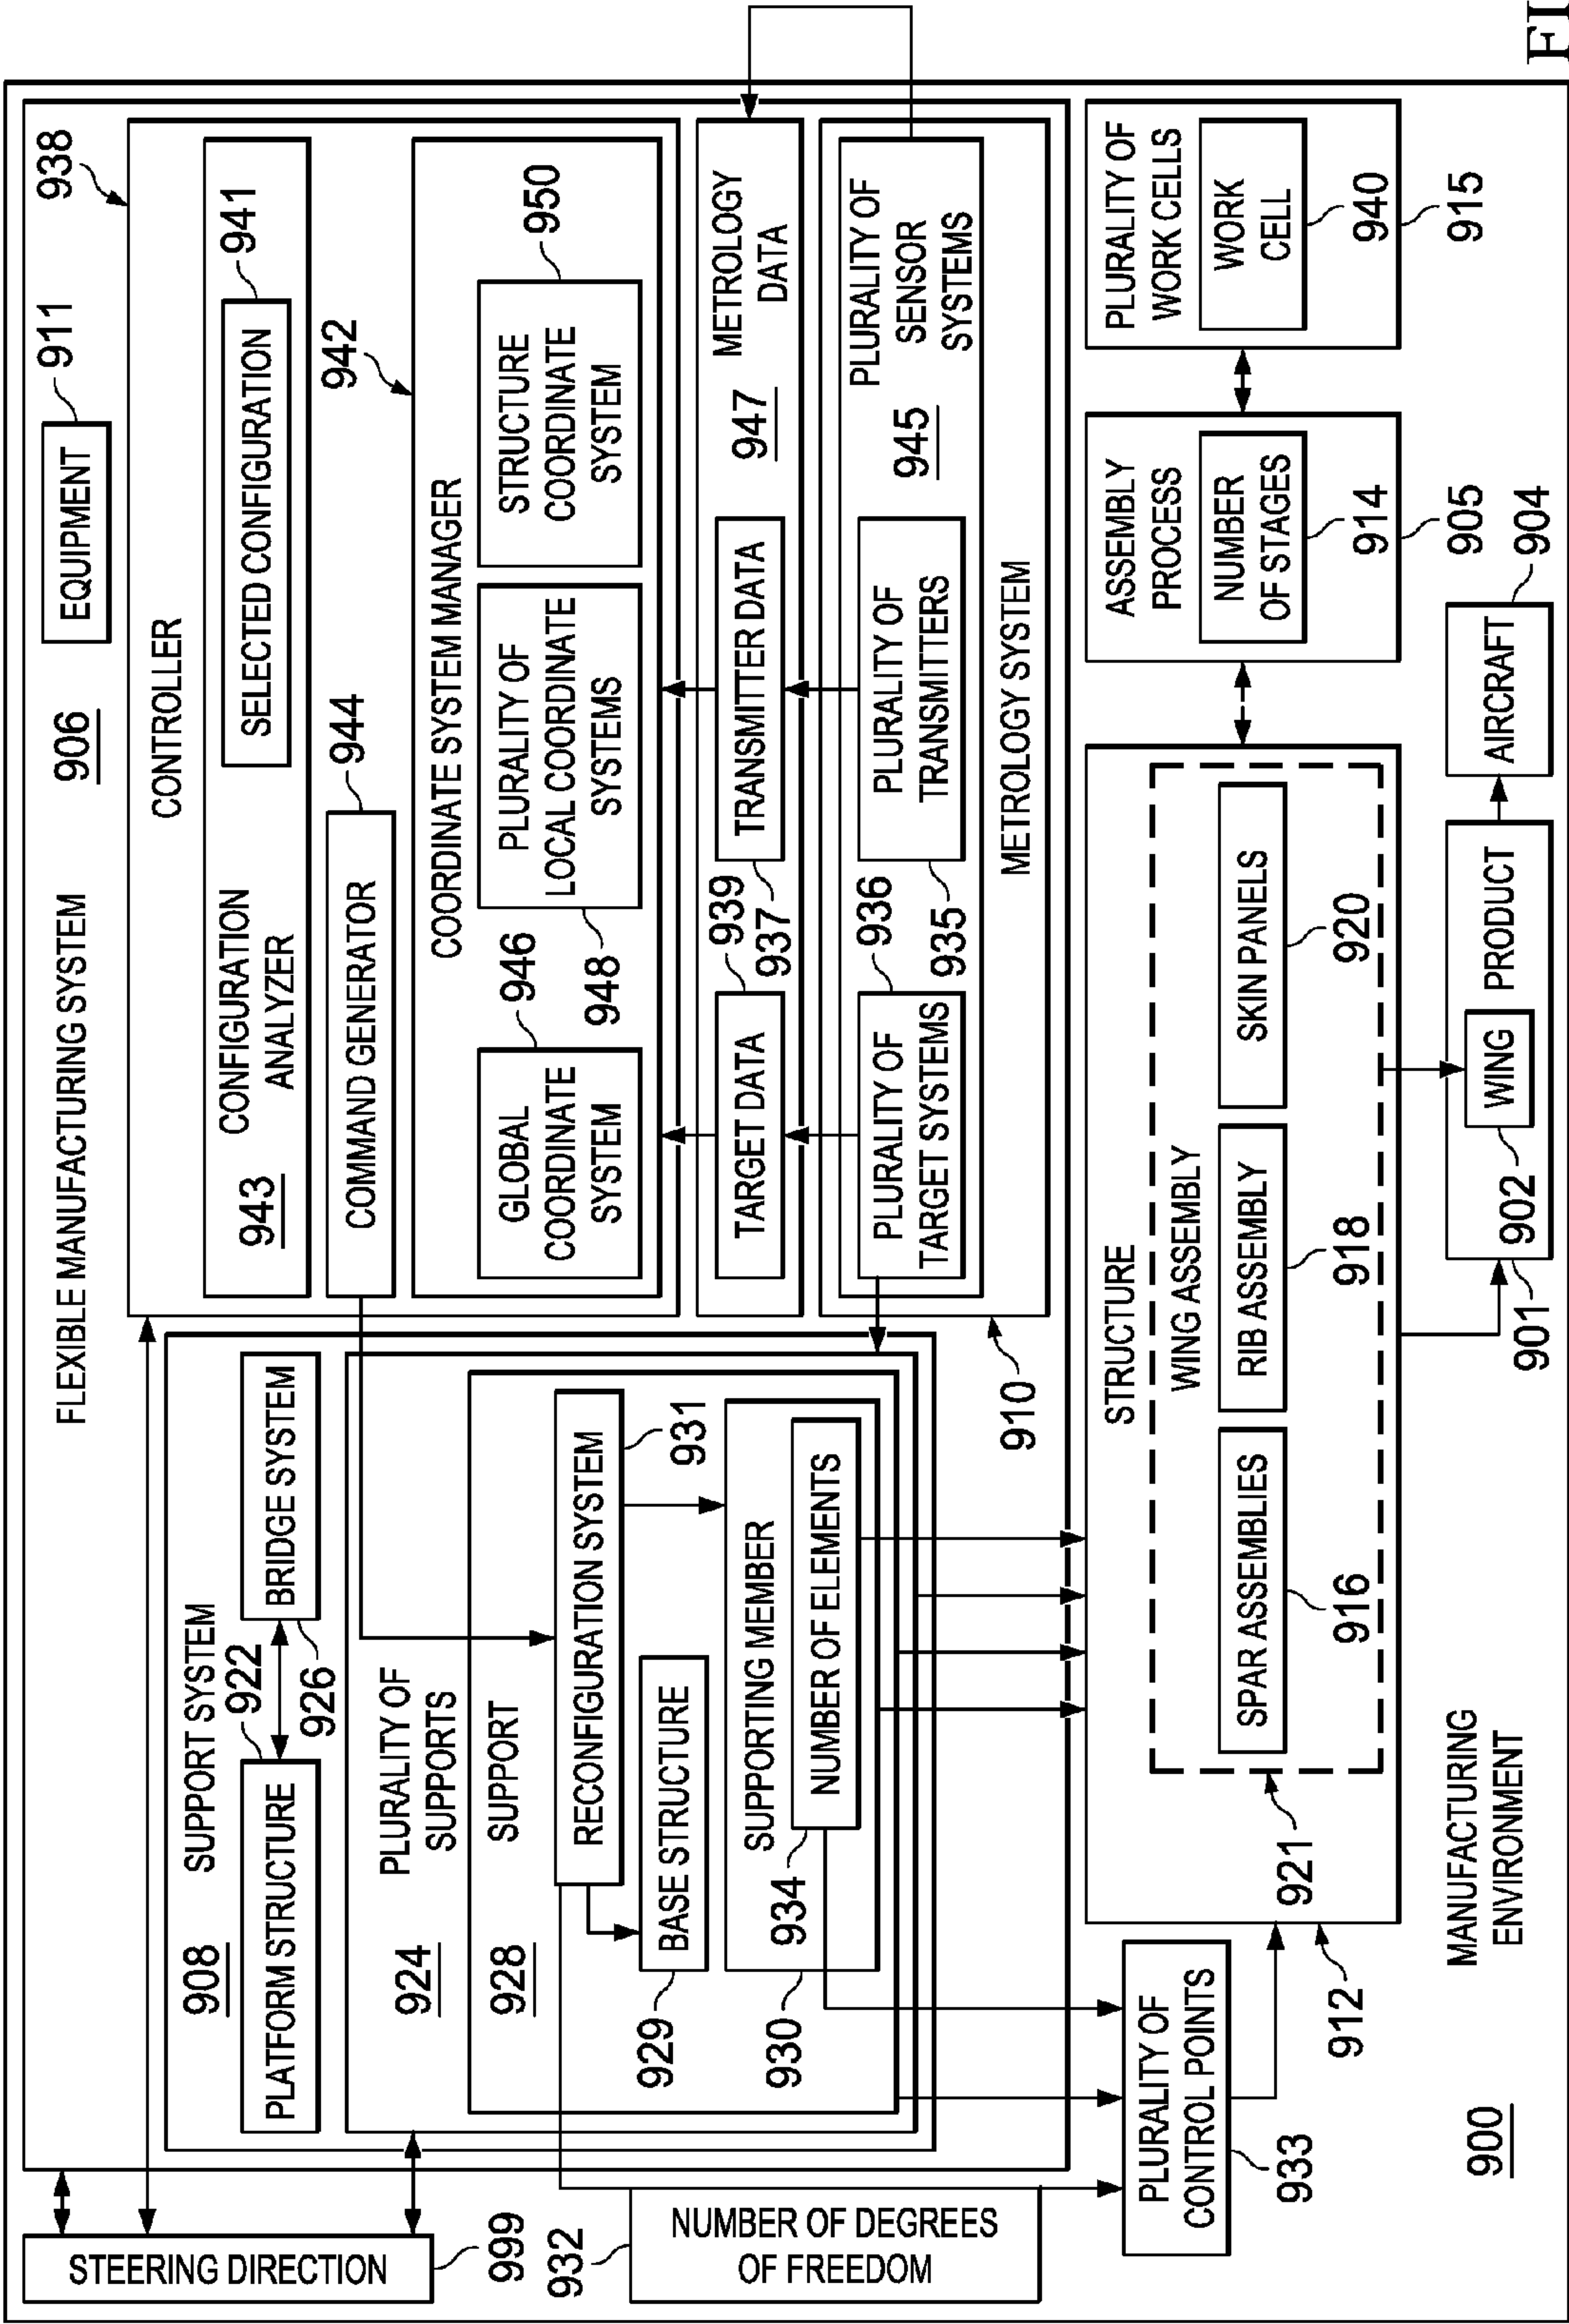 FLEXIBLE MANUFACTURING SYSTEM
906
EQUIPMENT
911
938
STEERING DIRECTION
999
SUPPORT SYSTEM
908
PLATFORM STRUCTURE
922
BRIDGE SYSTEM
926
PLURALITY OF
SUPPORTS
924
SUPPORT
928
RECONFIGURATION SYSTEM
931
BASE STRUCTURE
929
SUPPORTING MEMBER
NUMBER OF ELEMENTS
934
930
CONTROLLER
CONFIGURATION
ANALYZER
943
SELECTED CONFIGURATION
941
COMMAND GENERATOR
944
942
COORDINATE SYSTEM MANAGER
GLOBAL
COORDINATE
SYSTEM
946
PLURALITY OF
LOCAL COORDINATE
SYSTEMS
948
STRUCTURE
COORDINATE
SYSTEM
950
TARGET DATA
939
TRANSMITTER DATA
937
METROLOGY
DATA
947
PLURALITY OF
TARGET SYSTEMS
936
PLURALITY OF
TRANSMITTERS
935
PLURALITY OF
SENSOR
SYSTEMS
945
METROLOGY SYSTEM
910
932
NUMBER OF DEGREES
OF FREEDOM
PLURALITY OF
CONTROL POINTS
933
STRUCTURE
WING ASSEMBLY
SPAR ASSEMBLIES
916
RIB ASSEMBLY
918
SKIN PANELS
920
921
912
ASSEMBLY
PROCESS
NUMBER
OF STAGES
914
905
PLURALITY OF
WORK CELLS
WORK
CELL
940
915
PRODUCT
WING
902
901
AIRCRAFT
904
MANUFACTURING
ENVIRONMENT
900